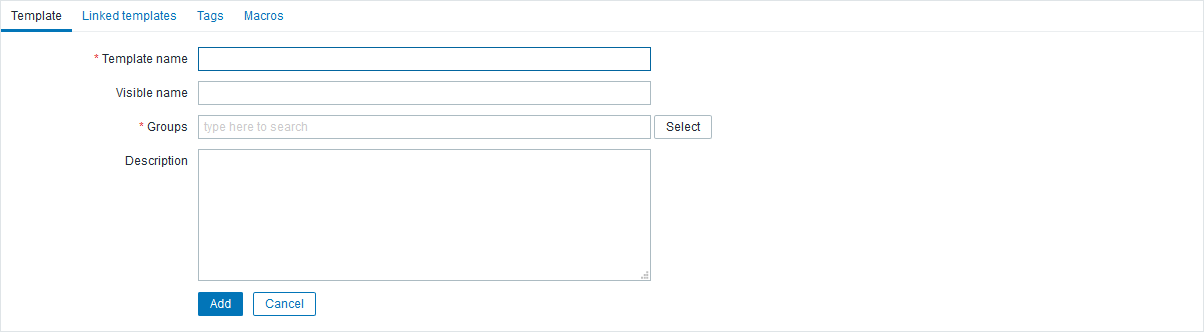 Template Linked templates Tags Macros
* Template name
Visible name
* Groups type here to search Select
Description
Add Cancel